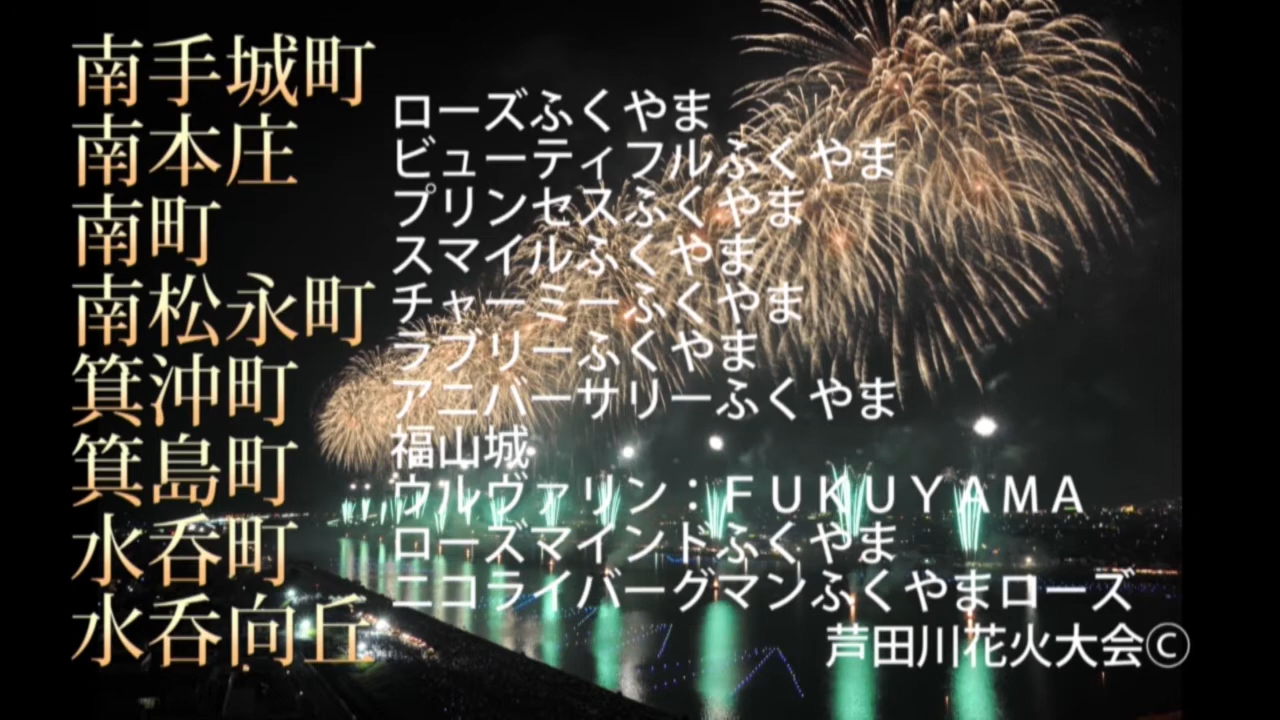 南手城町
南本庄
南町
南松永町
箕沖町
箕島町
水呑町
水呑向丘
ローズふくやま
ビューティフルふくやま
プリンセスふくやま
スマイルふくやま
チャーミーふくやま
ラブリーふくやま
アニバーサリーふくやま
福山城
ウルヴァリン：ＦＵＫＵＹＡＭＡ
ローズマインドふくやま
ニコライバーグマンふくやまローズ
芦田川花火大会Ⓒ